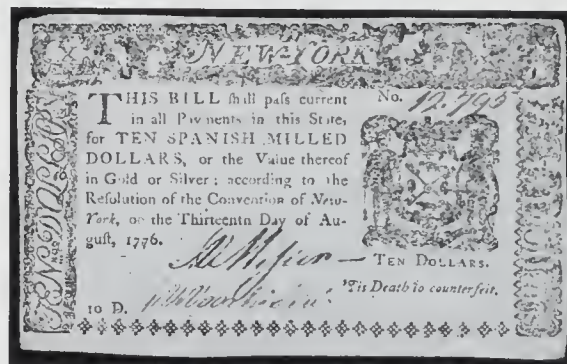 NEW-YORK
THIS BILL ſhall paſs current
in all Payments in this State,
for TEN SPANISH MILLED
DOLLARS, or the Value thereof
in Gold or Silver; according to the
Reſolution of the Convention of New-
York, on the Thirteenth Day of Au-
guſt, 1776.
No. 12,795
TEN DOLLARS.
'Tis Death to counterfeit.
10 D.